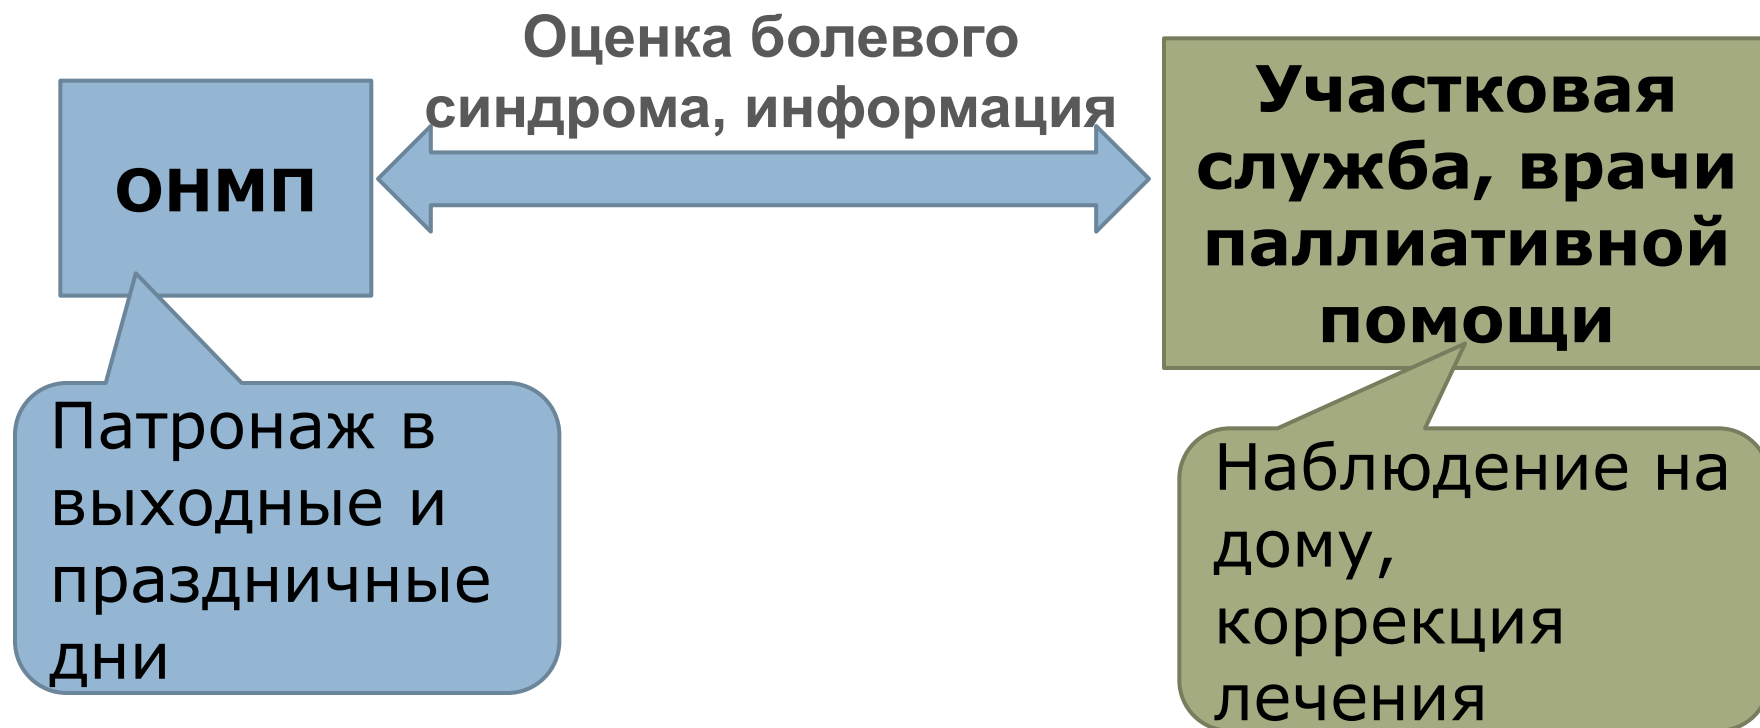 Оценка болевого
синдрома, информация
ОНМП
Участковая
служба, врачи
паллиативной
помощи
Патронаж в
выходные и
праздничные
дни
Наблюдение на
дому,
коррекция
лечения